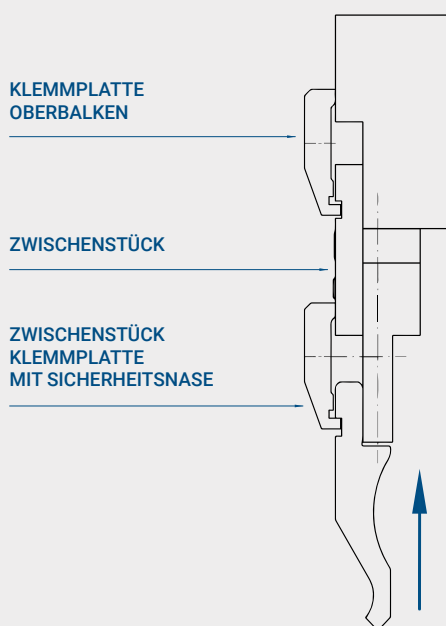 KLEMMPLATTE
OBERBALKEN
ZWISCHENSTÜCK
ZWISCHENSTÜCK
KLEMMPLATTE
MIT SICHERHEITSNASE